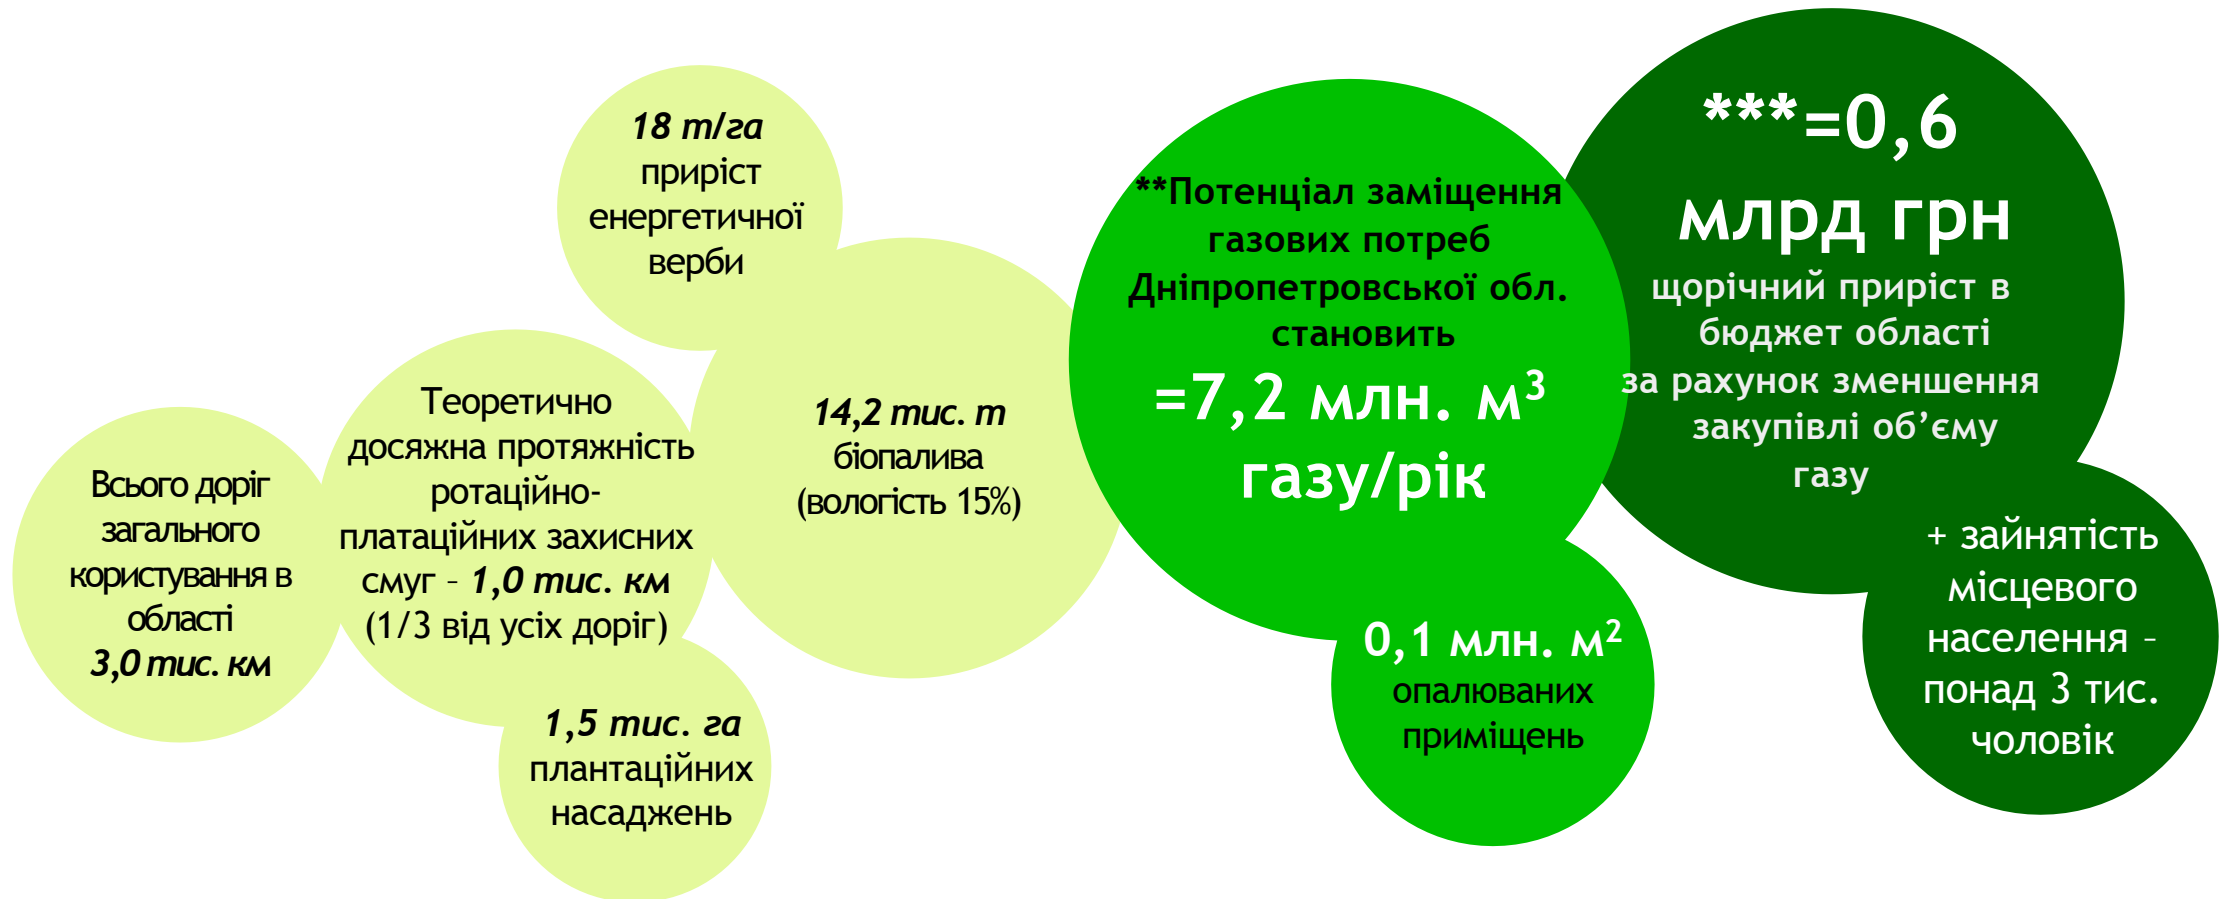 Всього доріг
загального
користування в
області
3,0 тис. км
Теоретично
досяжна протяжність
ротаційно-
платаційних захисних
смуг – 1,0 тис. км
(1/3 від усіх доріг)
18 т/га
приріст
енергетичної
верби
1,5 тис. га
плантаційних
насаджень
14,2 тис. т
біопалива
(вологість 15%)
**Потенціал заміщення
газових потреб
Дніпропетровської обл.
становить
=7,2 млн. м³
газу/рік
0,1 млн. м²
опалюваних
приміщень
***=0,6
млрд грн
щорічний приріст в
бюджет області
за рахунок зменшення
закупівлі об’єму
газу
+ зайнятість
місцевого
населення –
понад 3 тис.
чоловік